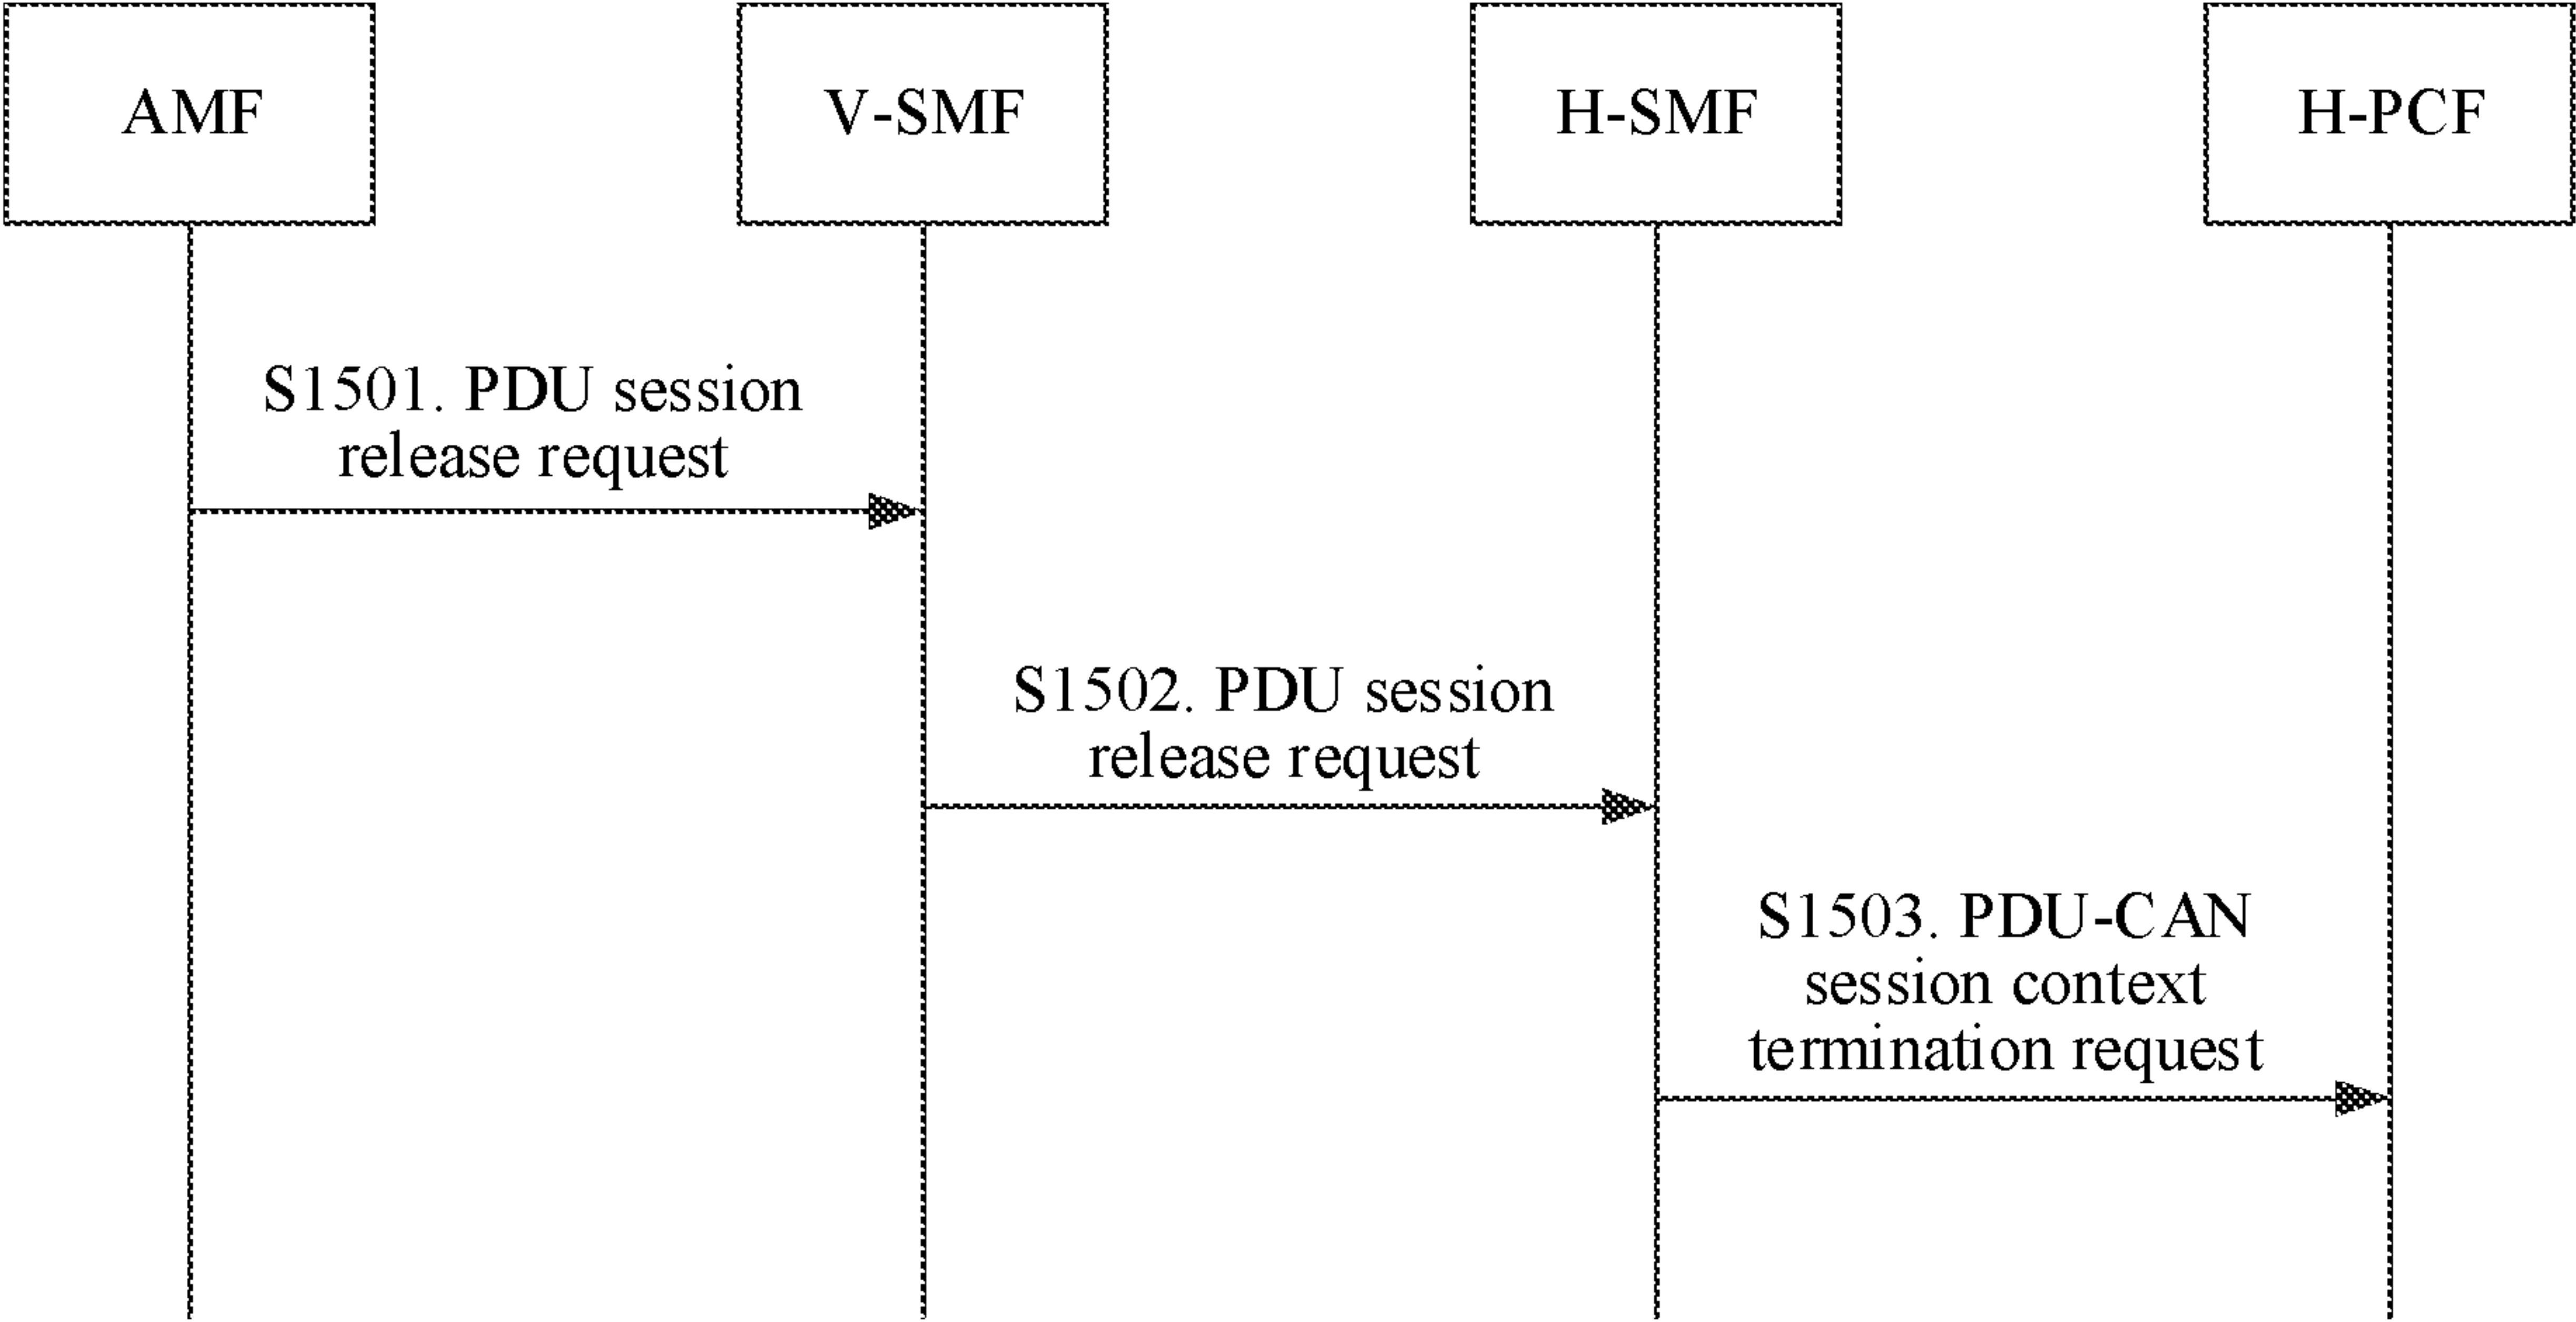 AMF
V-SMF
H-SMF
H-PCF
S1501. PDU session
release request
S1502. PDU session
release request
S1503. PDU-CAN
session context
termination request